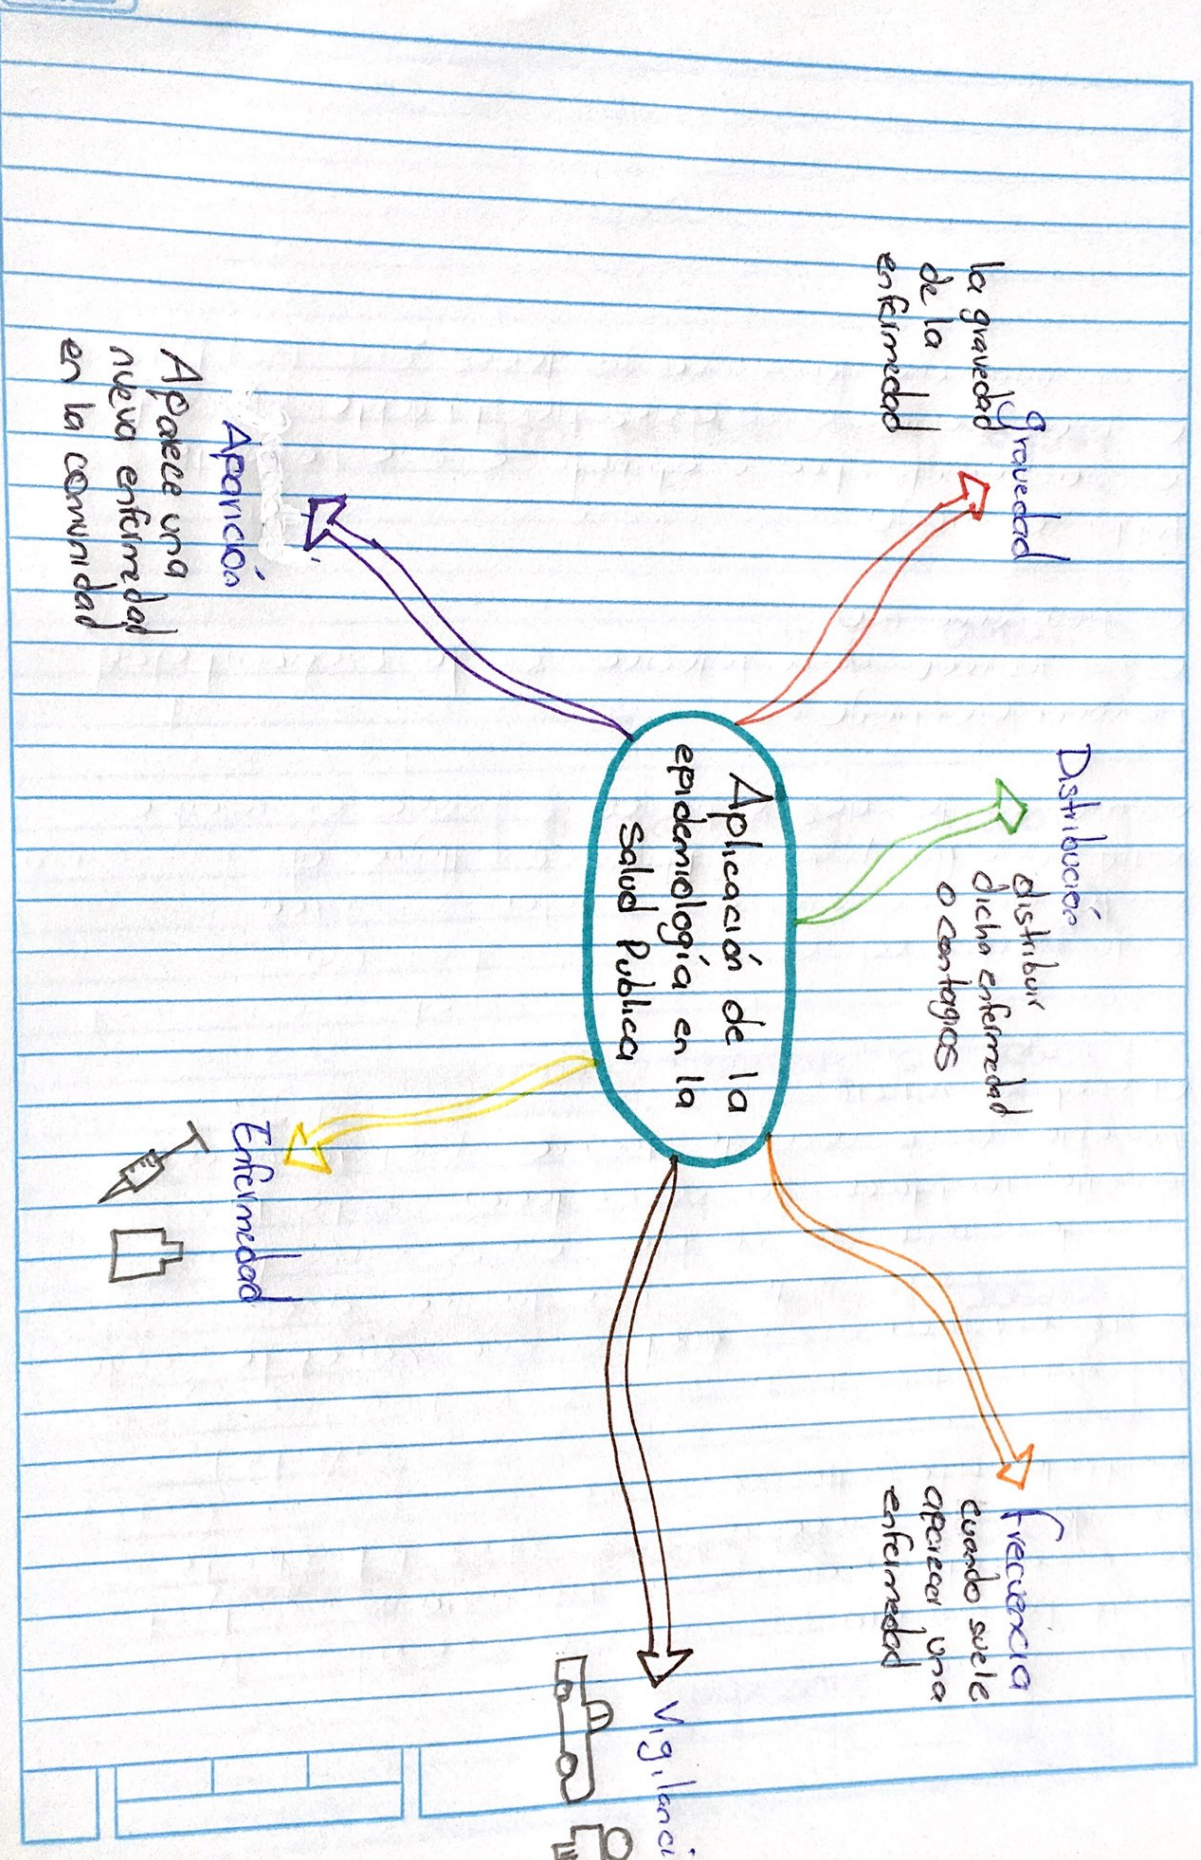 Aplicación de la
epidemiología en la
salud Publica
gravedad
la gravedad
de la
enfermedad
Distribución
distribuir
dicha enfermedad
o contagios
frecuencia
cuando suele
aparecer una
enfermedad
Vigilanci
Enfermedad
Aparición
Aparece una
nueva enfermedad
en la comunidad